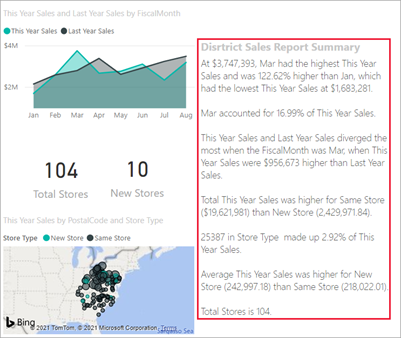 This Year Sales and Last Year Sales by FiscalMonth
This Year Sales Last Year Sales
$4M
$2M
Jan Feb Mar Apr May Jun Jul Aug
104
Total Stores
10
New Stores
This Year Sales by PostalCode and Store Type
Store Type New Store Same Store
Bing
© 2021 TomTom, © 2021 Microsoft Corporation, Terms
Sargasso Sea
Disrtrict Sales Report Summary
At $3,747,393, Mar had the highest This Year
Sales and was 122.62% higher than Jan, which
had the lowest This Year Sales at $1,683,281.
Mar accounted for 16.99% of This Year Sales.
This Year Sales and Last Year Sales diverged the
most when the FiscalMonth was Mar, when This
Year Sales were $956,673 higher than Last Year
Sales.
Total This Year Sales was higher for Same Store
($19,621,981) than New Store (2,429,971.84).
25387 in Store Type made up 2.92% of This
Year Sales.
Average This Year Sales was higher for New
Store (242,997.18) than Same Store (218,022.01).
Total Stores is 104.